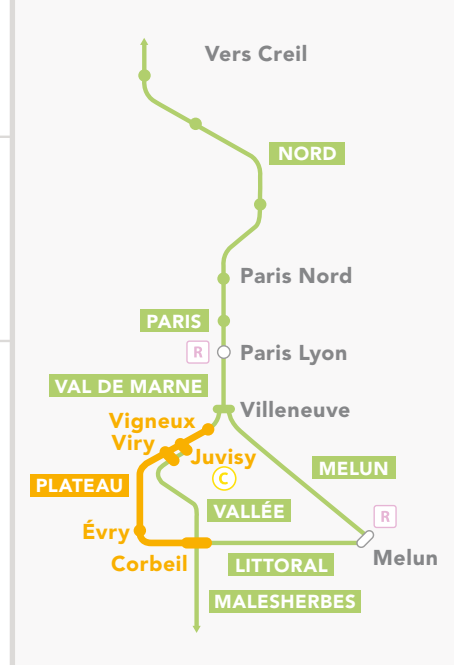 Vers Creil
NORD
Paris Nord
PARIS
R
Paris Lyon
VAL DE MARNE
Villeneuve
Vigneux
Viry
Juvisy
C
MELUN
PLATEAU
VALLÉE
R
Évry
Corbeil
Melun
LITTORAL
MALESHERBES